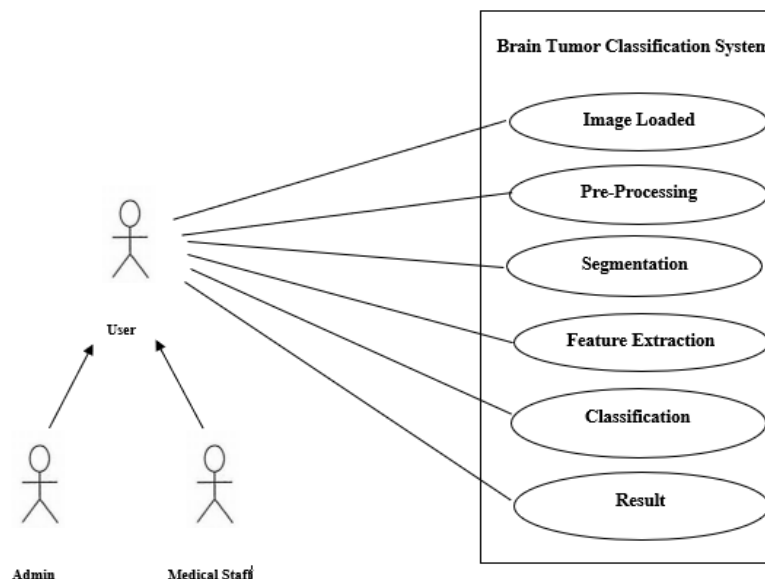 Brain Tumor Classification System
Image Loaded
Pre-Processing
Segmentation
Feature Extraction
Classification
Result
User
Admin
Medical Staff